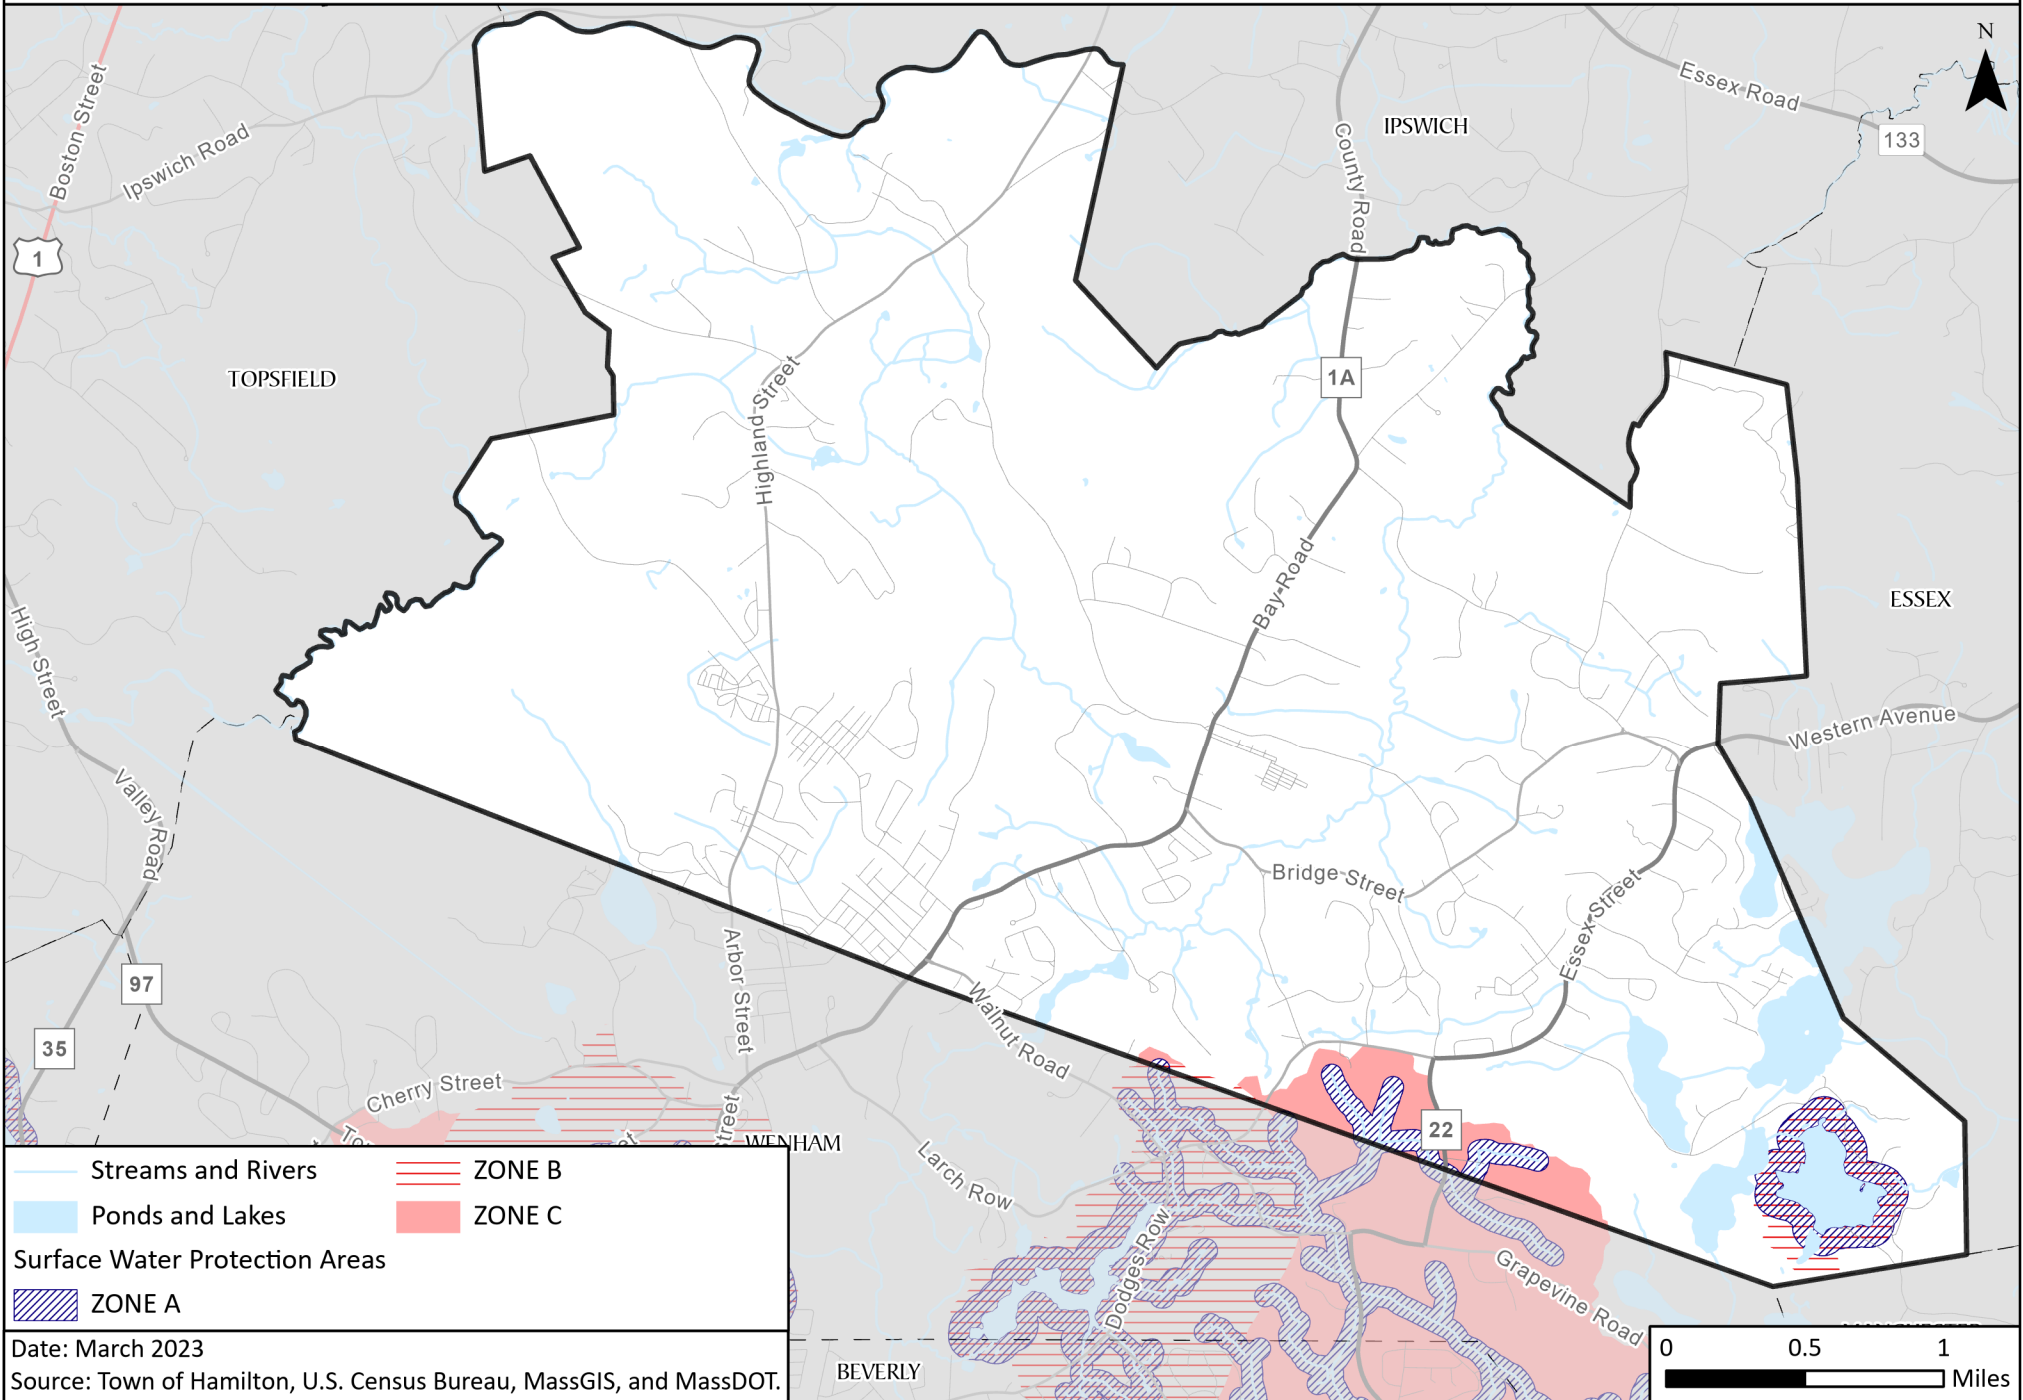 N
Boston Street
Ipswich Road
Essex Road
133
IPSWICH
County Road
1
TOPSFIELD
1A
Highland Street
Bay Road
ESSEX
High Street
Western Avenue
Valley Road
Bridge Street
Essex Street
Arbor Street
97
Walnut Road
35
Cherry Street
22
WENHAM
Larch Row
Dodges Row
Grapevine Road
BEVERLY
Streams and Rivers
ZONE B
Ponds and Lakes
ZONE C
Surface Water Protection Areas
ZONE A
Date: March 2023
Source: Town of Hamilton, U.S. Census Bureau, MassGIS, and MassDOT.
0 0.5 1
Miles